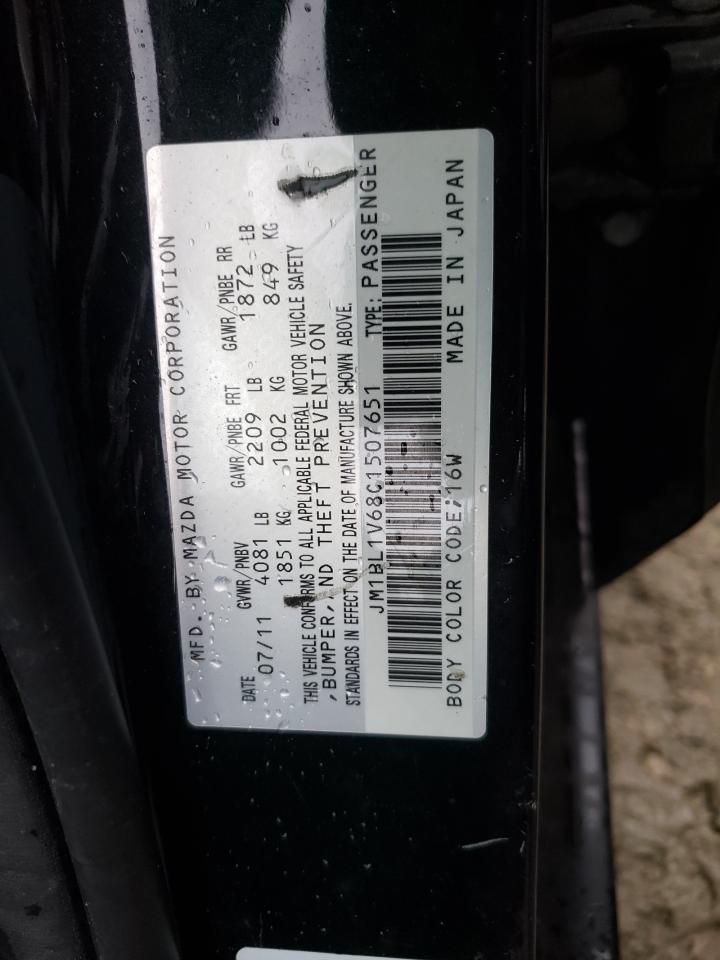 MFD. BY MAZDA MOTOR CORPORATION
DATE GVWR/PNBV GAWR/PNBE FRT GAWR/PNBE RR
07/11 4081 LB 2209 LB 1872 LB
1851 KG 1002 KG 849 KG
THIS VEHICLE CONFORMS TO ALL APPLICABLE FEDERAL MOTOR VEHICLE SAFETY
,BUMPER,AND THEFT PREVENTION
STANDARDS IN EFFECT ON THE DATE OF MANUFACTURE SHOWN ABOVE.
JM1BL1V68C1507651 TYPE: PASSENGER
BODY COLOR CODE;16W MADE IN JAPAN